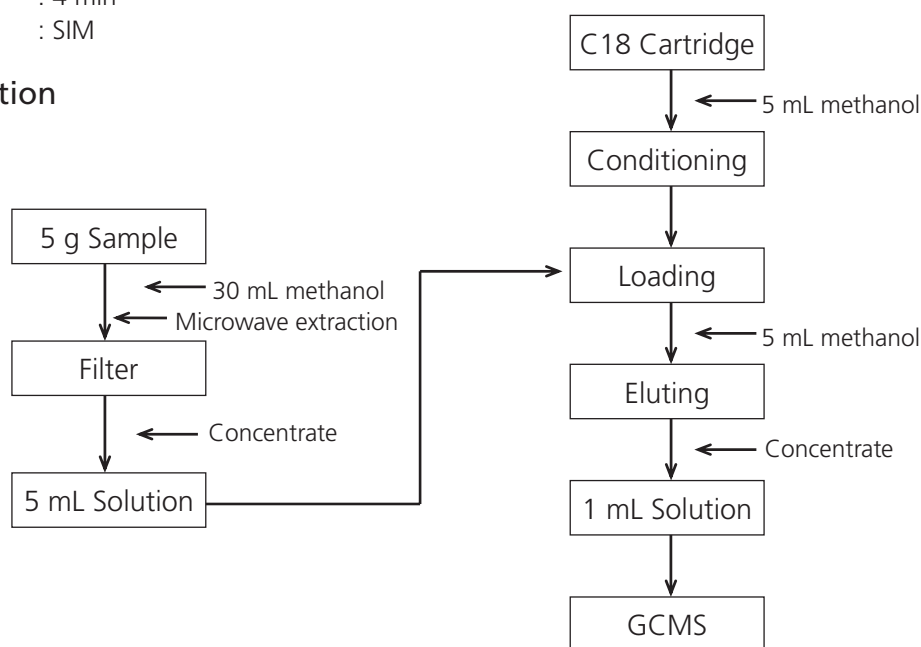 : 4 min
: SIM
tion
5 g Sample
30 mL methanol
Microwave extraction
Filter
Concentrate
5 mL Solution
C18 Cartridge
5 mL methanol
Conditioning
Loading
5 mL methanol
Eluting
Concentrate
1 mL Solution
GCMS